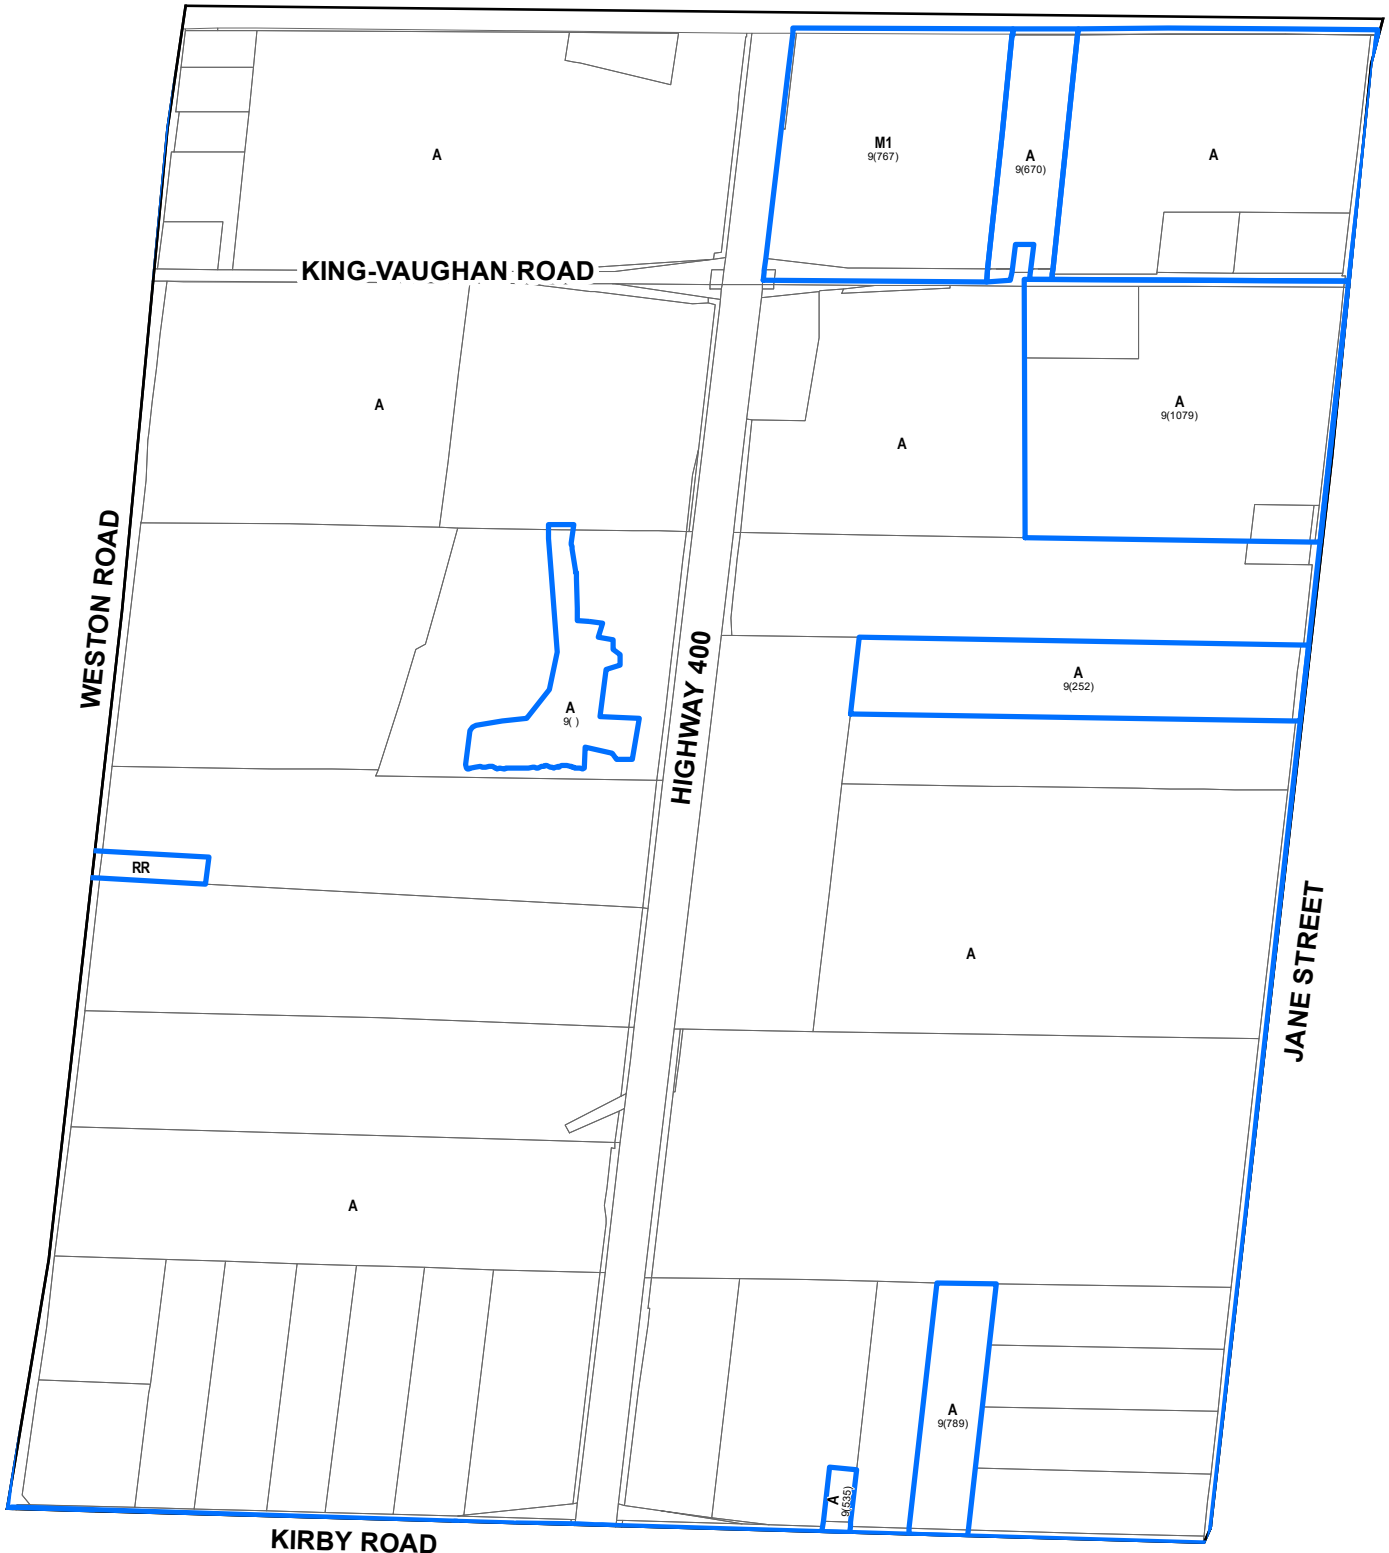 M1
9(767)
A
9(670)
A
A
KING-VAUGHAN ROAD
A
A
9(1079)
A
WESTON ROAD
HIGHWAY 400
A
9( )
A
9(252)
RR
JANE STREET
A
A
A
9(789)
A
9(535)
KIRBY ROAD